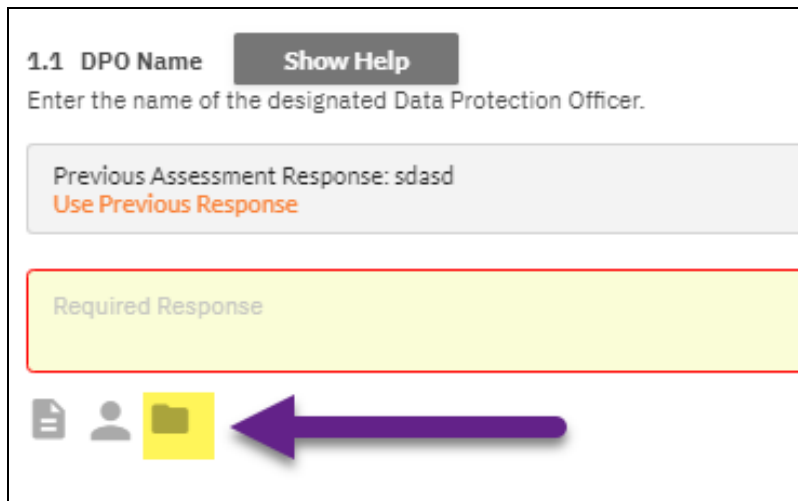 1.1 DPO Name Show Help
Enter the name of the designated Data Protection Officer.
Previous Assessment Response: sdasd
Use Previous Response
Required Response